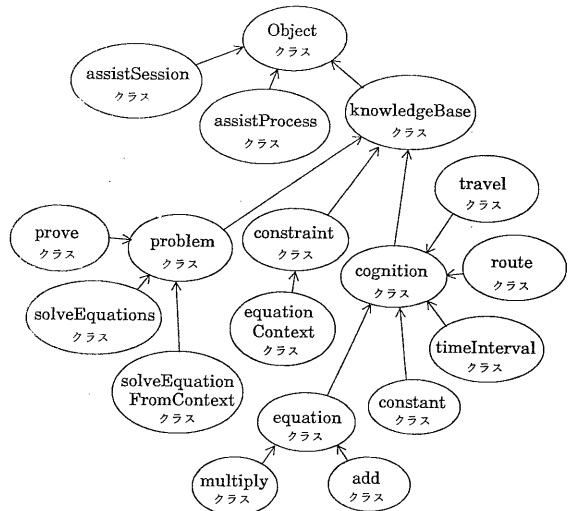 Object
クラス
assistSession
クラス
assistProcess
クラス
knowledgeBase
クラス
travel
クラス
prove
クラス
problem
クラス
constraint
クラス
cognition
クラス
route
クラス
solveEquations
クラス
equation
Context
クラス
timeInterval
クラス
solveEquation
FromContext
クラス
equation
クラス
constant
クラス
multiply
クラス
add
クラス